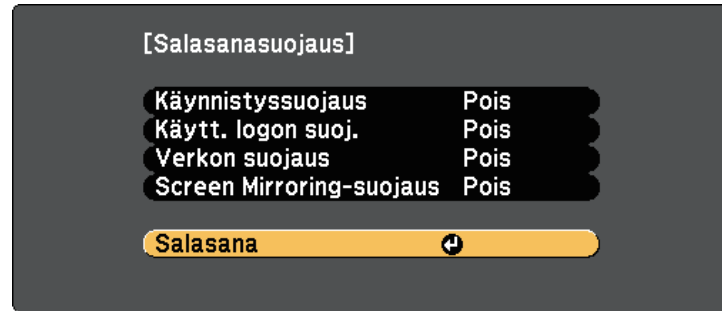 [Salasanasuojaus]
Käynnistyssuojaus Pois
Käytt. logon suoj. Pois
Verkon suojaus Pois
Screen Mirroring-suojaus Pois
Salasana